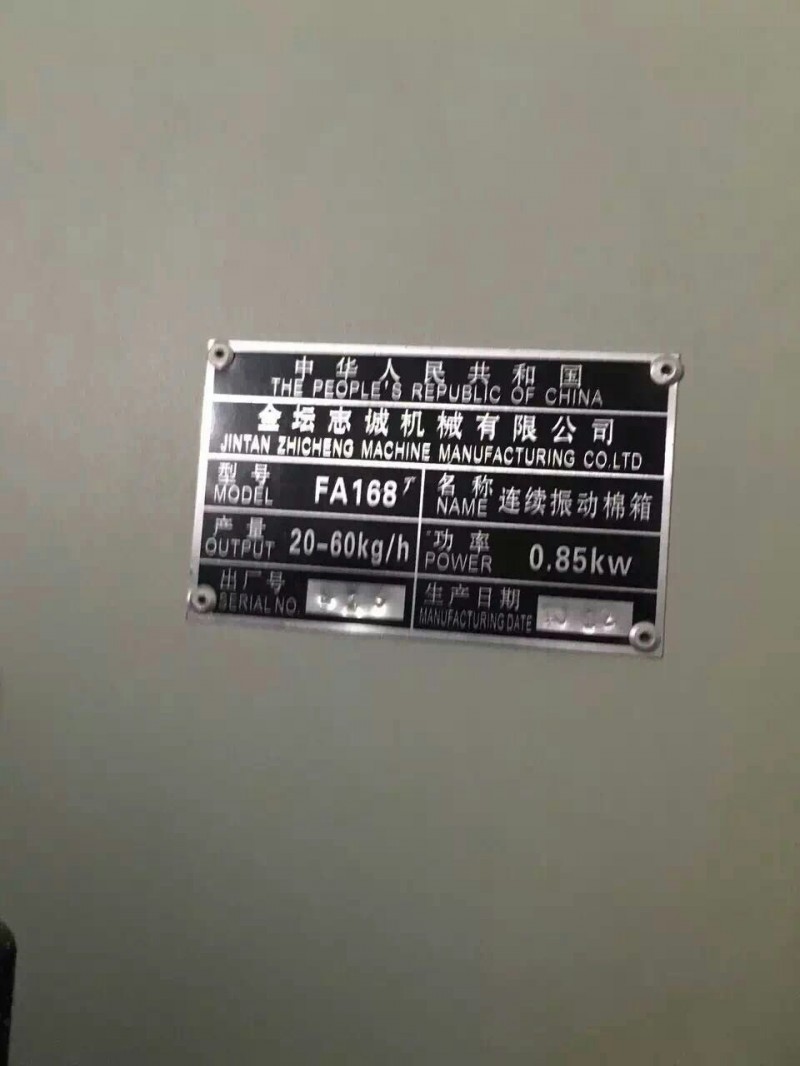 中华人民共和国
THE PEOPLE'S REPUBLIC OF CHINA
金坛志诚机械有限公司
JINTAN ZHICHENG MACHINE MANUFACTURING CO.LTD
型号 MODEL FA168
名称 NAME 连续振动棉箱
产量 OUTPUT 20-60kg/h
功率 POWER 0.85kw
出厂号 SERIAL NO.
生产日期 MANUFACTURING DATE